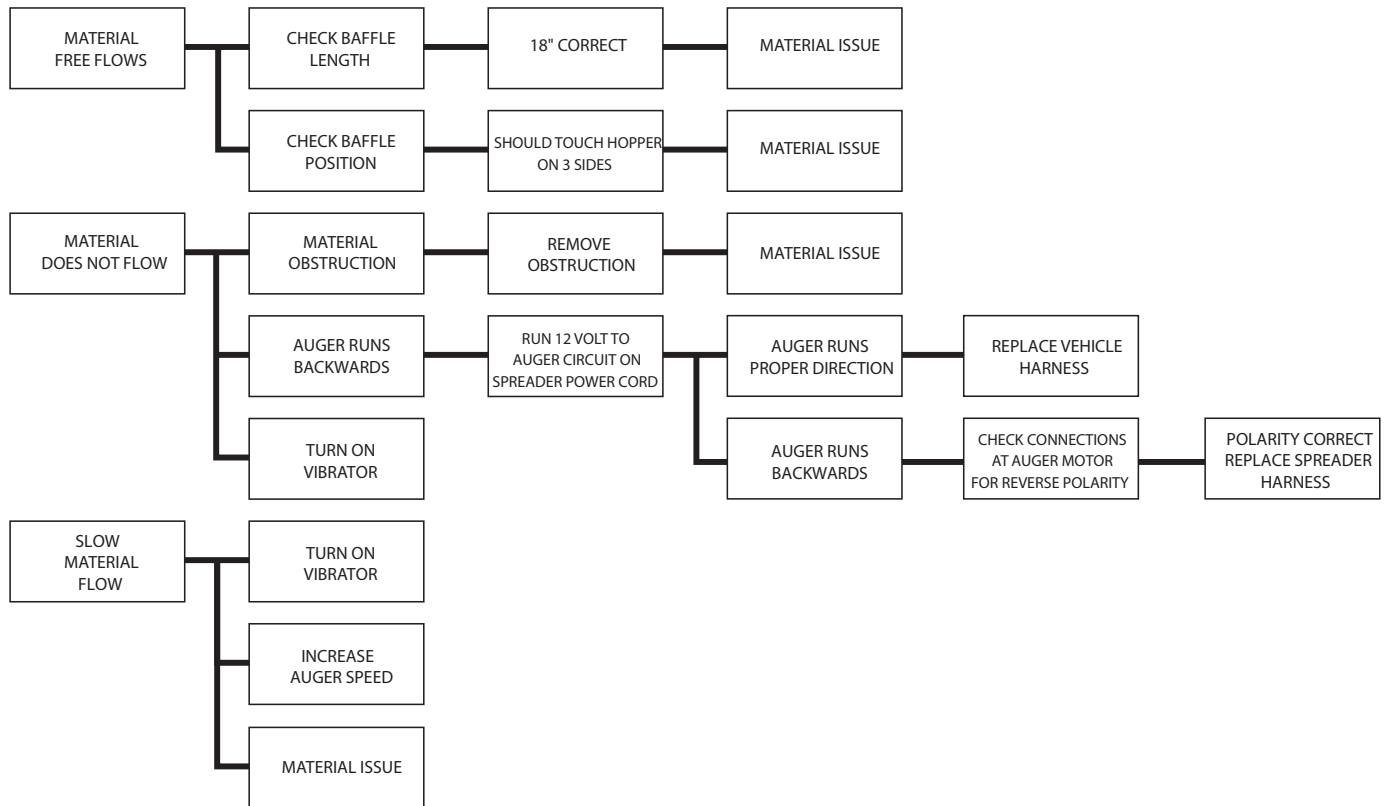 MATERIAL
FREE FLOWS
CHECK BAFFLE
LENGTH
18" CORRECT
MATERIAL ISSUE
CHECK BAFFLE
POSITION
SHOULD TOUCH HOPPER
ON 3 SIDES
MATERIAL ISSUE
MATERIAL
DOES NOT FLOW
MATERIAL
OBSTRUCTION
REMOVE
OBSTRUCTION
MATERIAL ISSUE
AUGER RUNS
BACKWARDS
RUN 12 VOLT TO
AUGER CIRCUIT ON
SPREADER POWER CORD
AUGER RUNS
PROPER DIRECTION
REPLACE VEHICLE
HARNESS
TURN ON
VIBRATOR
AUGER RUNS
BACKWARDS
CHECK CONNECTIONS
AT AUGER MOTOR
FOR REVERSE POLARITY
POLARITY CORRECT
REPLACE SPREADER
HARNESS
SLOW
MATERIAL
FLOW
TURN ON
VIBRATOR
INCREASE
AUGER SPEED
MATERIAL ISSUE